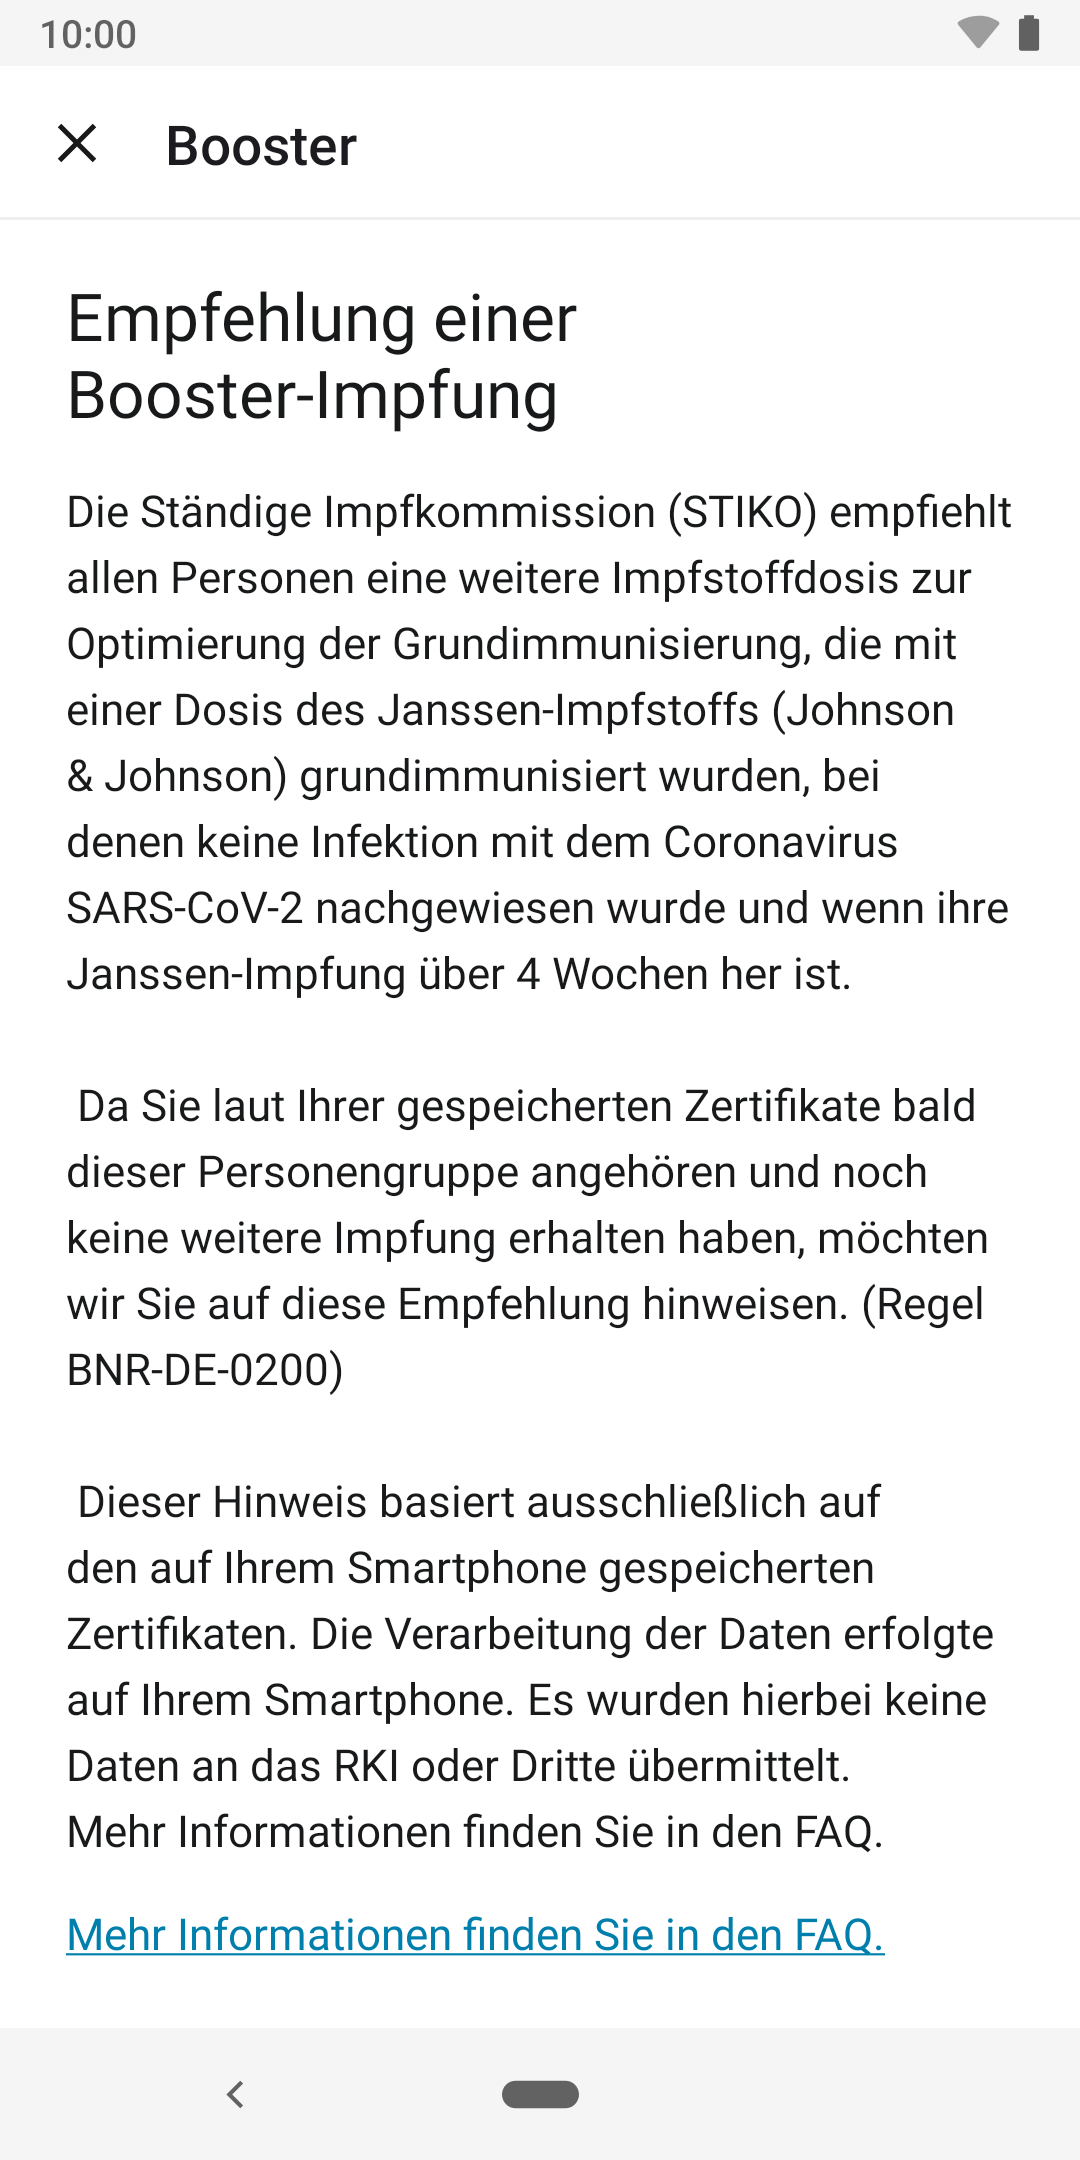 10:00
Booster
Empfehlung einer
Booster-Impfung
Die Ständige Impfkommission (STIKO) empfiehlt
allen Personen eine weitere Impfstoffdosis zur
Optimierung der Grundimmunisierung, die mit
einer Dosis des Janssen-Impfstoffs (Johnson
& Johnson) grundimmunisiert wurden, bei
denen keine Infektion mit dem Coronavirus
SARS-CoV-2 nachgewiesen wurde und wenn ihre
Janssen-Impfung über 4 Wochen her ist.
Da Sie laut Ihrer gespeicherten Zertifikate bald
dieser Personengruppe angehören und noch
keine weitere Impfung erhalten haben, möchten
wir Sie auf diese Empfehlung hinweisen. (Regel
BNR-DE-0200)
Dieser Hinweis basiert ausschließlich auf
den auf Ihrem Smartphone gespeicherten
Zertifikaten. Die Verarbeitung der Daten erfolgte
auf Ihrem Smartphone. Es wurden hierbei keine
Daten an das RKI oder Dritte übermittelt.
Mehr Informationen finden Sie in den FAQ.
Mehr Informationen finden Sie in den FAQ.